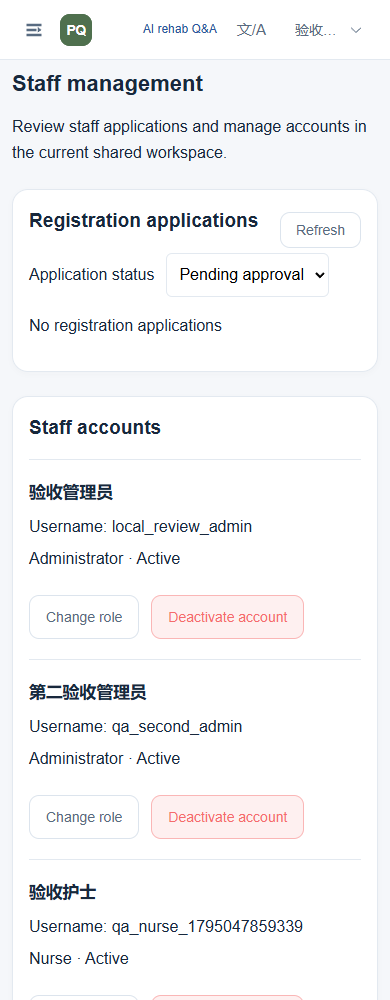 PQ
AI rehab Q&A
文/A
验收...
Staff management
Review staff applications and manage accounts in
the current shared workspace.
Registration applications
Refresh
Application status
Pending approval
No registration applications
Staff accounts
验收管理员
Username: local_review_admin
Administrator · Active
Change role
Deactivate account
第二验收管理员
Username: qa_second_admin
Administrator · Active
Change role
Deactivate account
验收护士
Username: qa_nurse_1795047859339
Nurse · Active